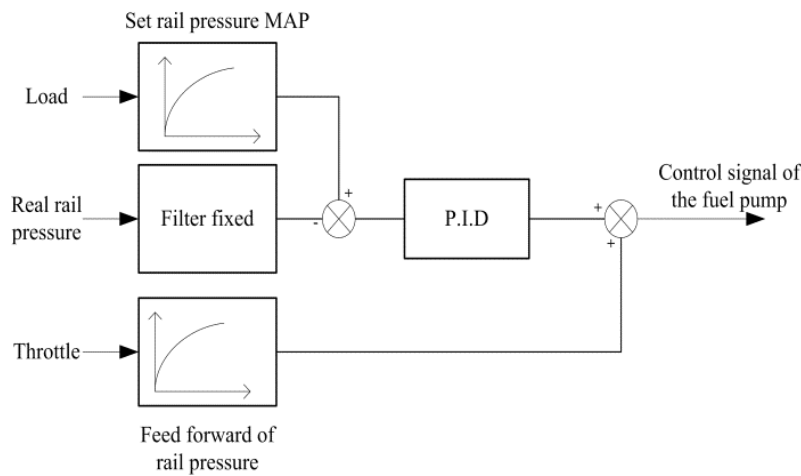 Set rail pressure MAP
Load
+
Real rail
pressure
Filter fixed
-
P.I.D
+
+
Control signal of
the fuel pump
Throttle
Feed forward of
rail pressure